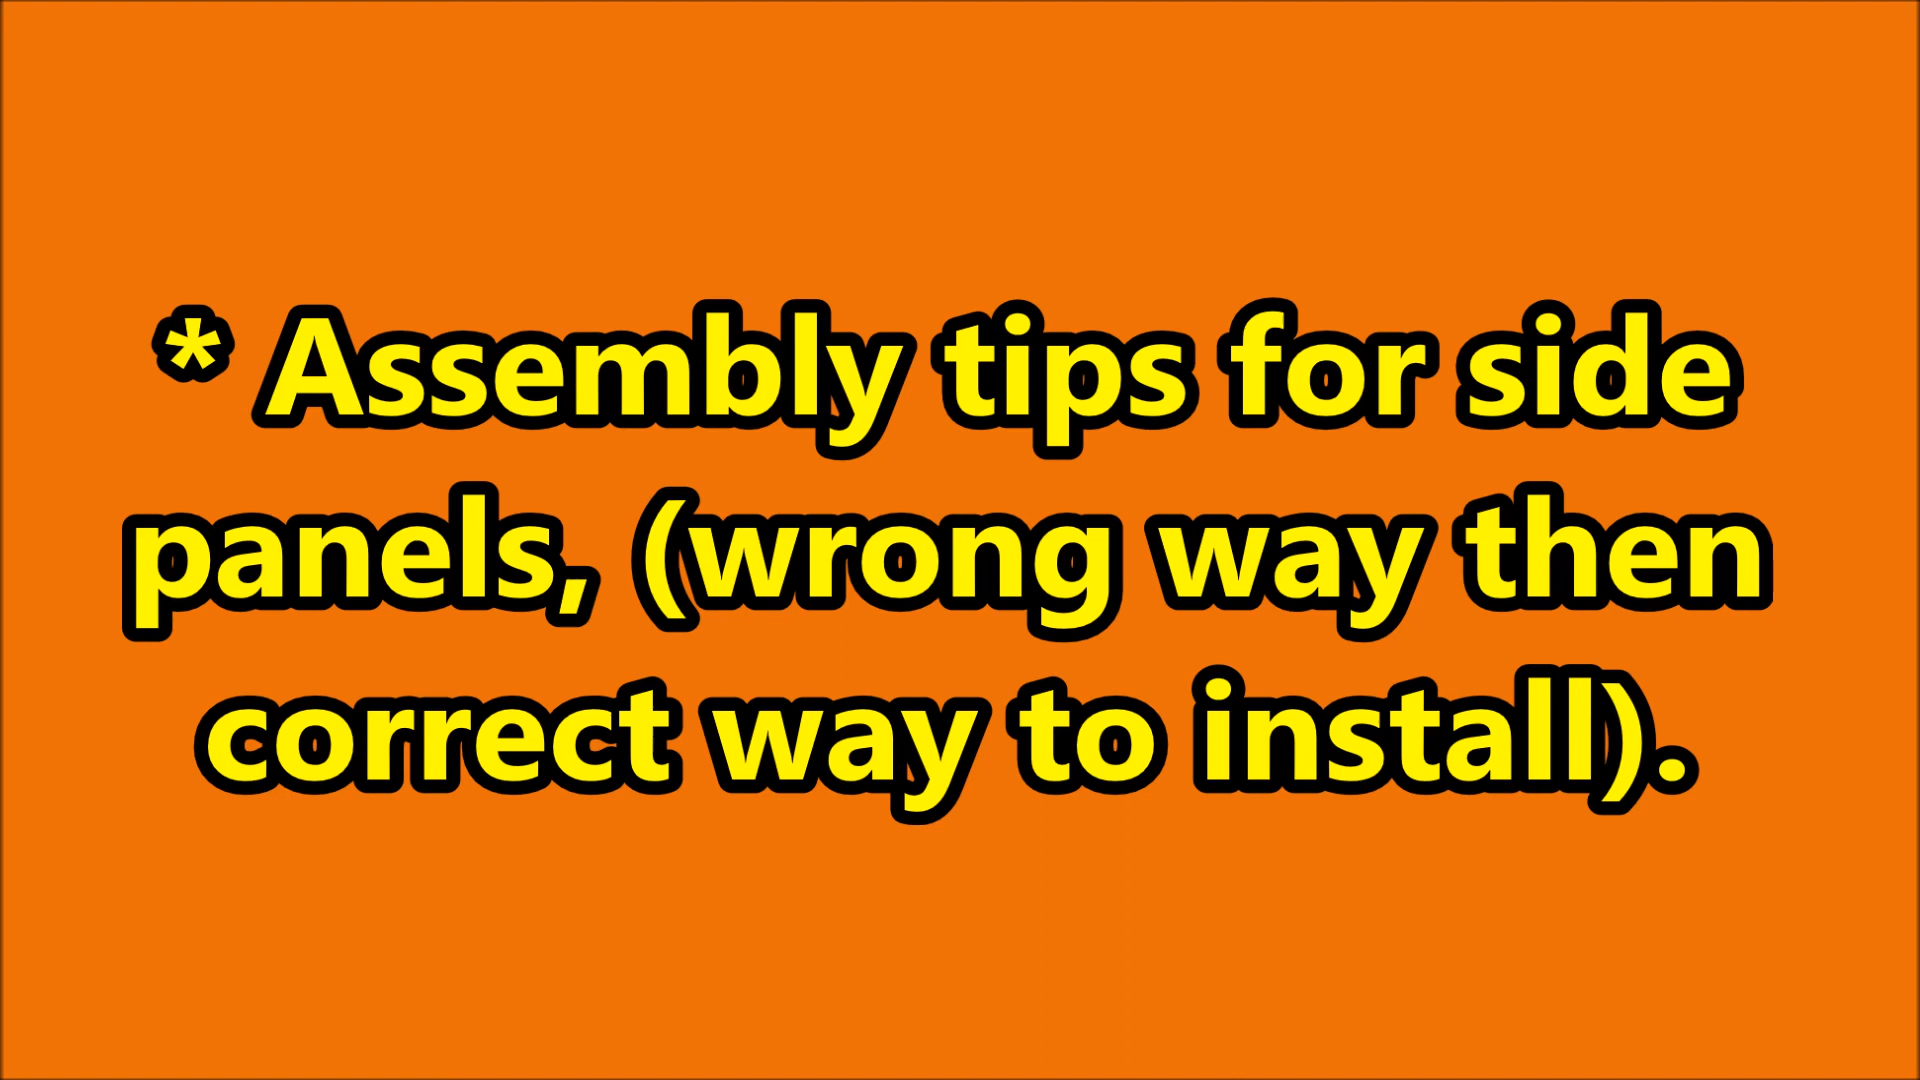 * Assembly tips for side
panels, (wrong way then
correct way to install).